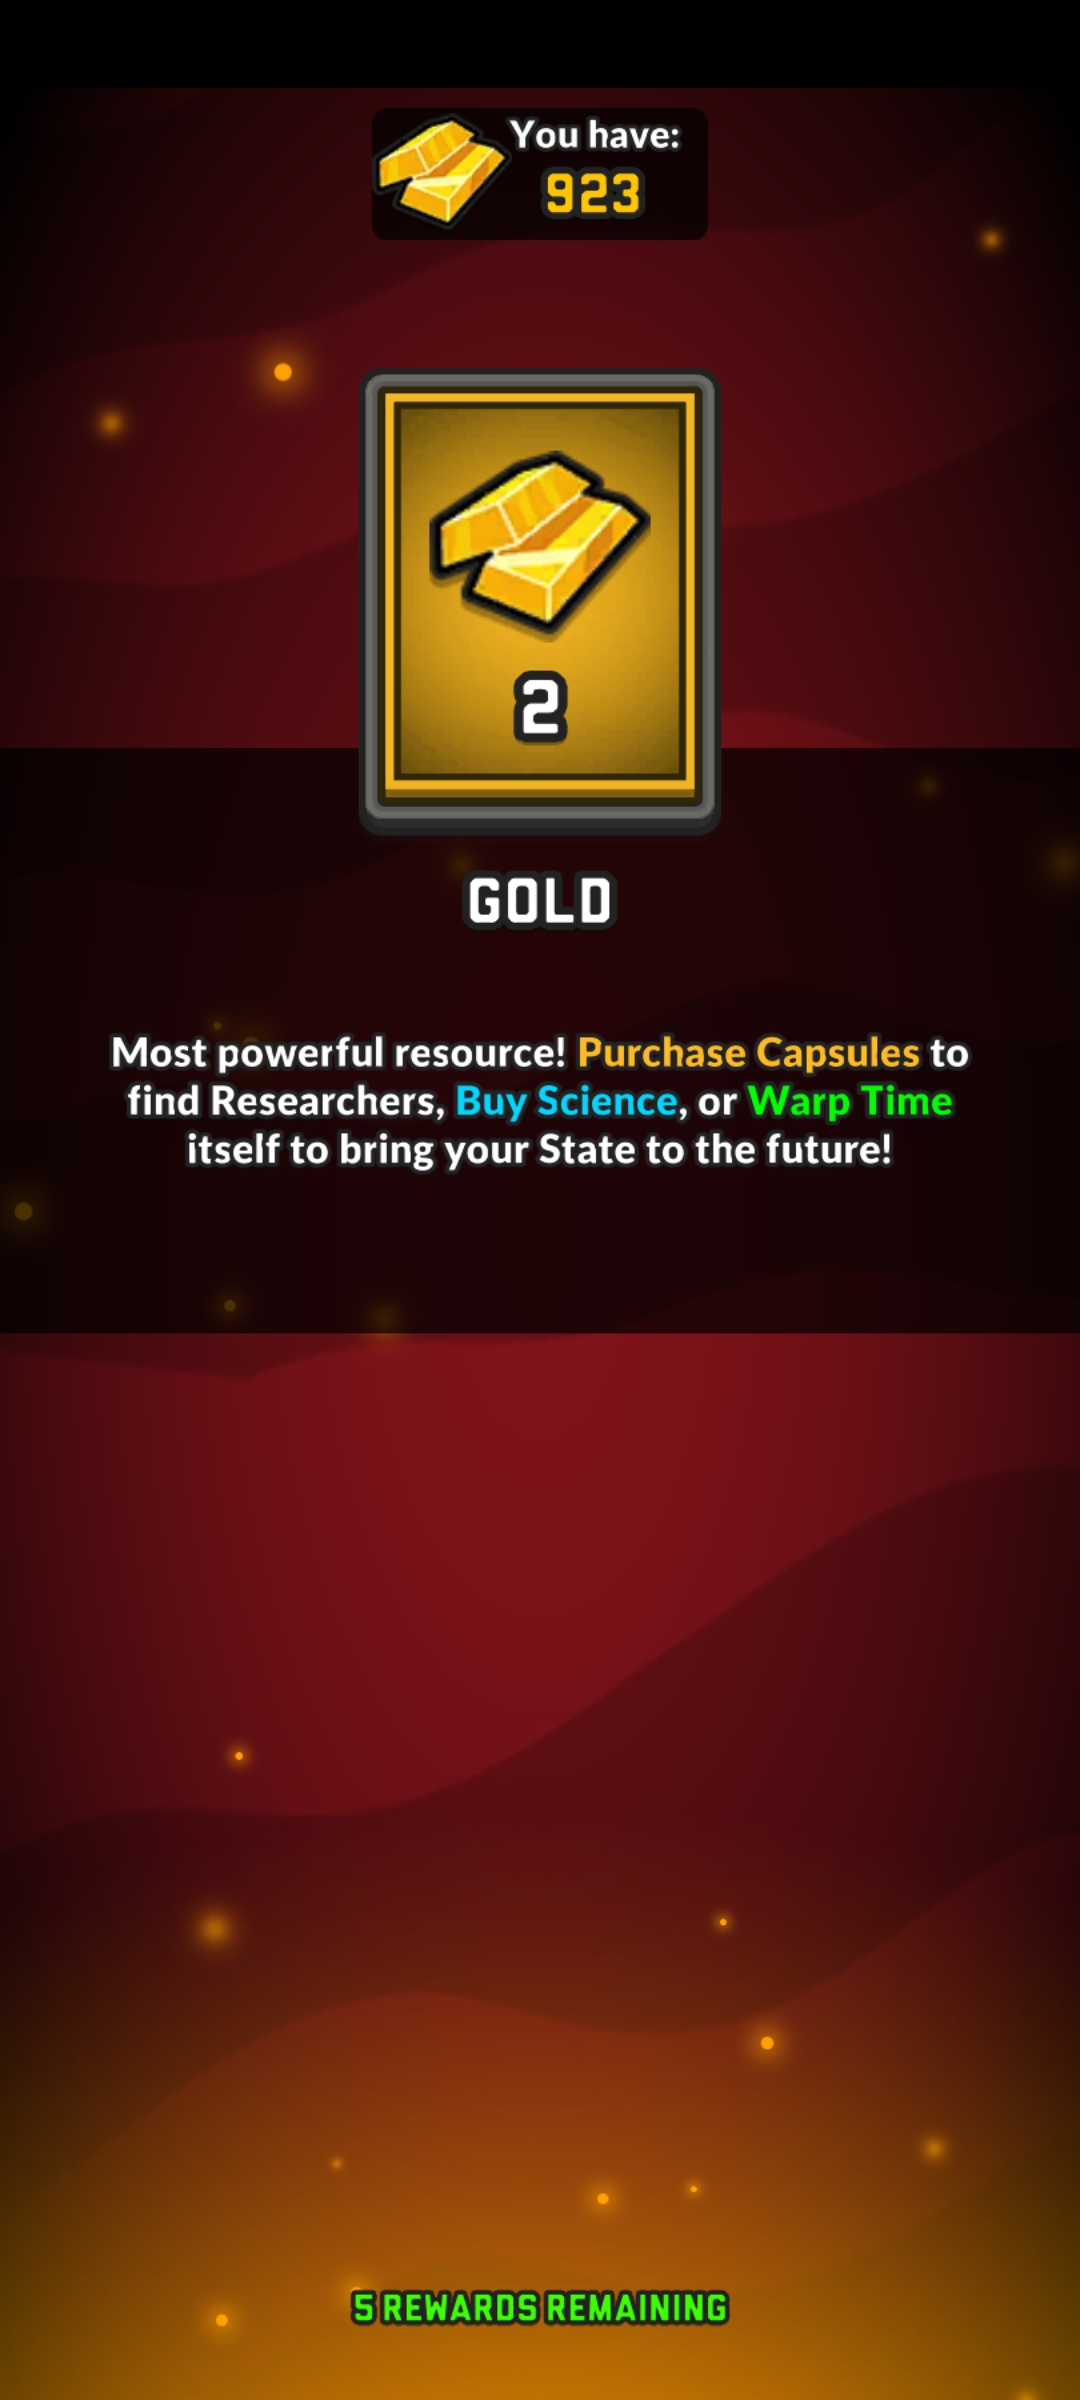 You have:
923
2
GOLD
Most powerful resource! Purchase Capsules to
find Researchers, Buy Science, or Warp Time
itself to bring your State to the future!
5 REWARDS REMAINING